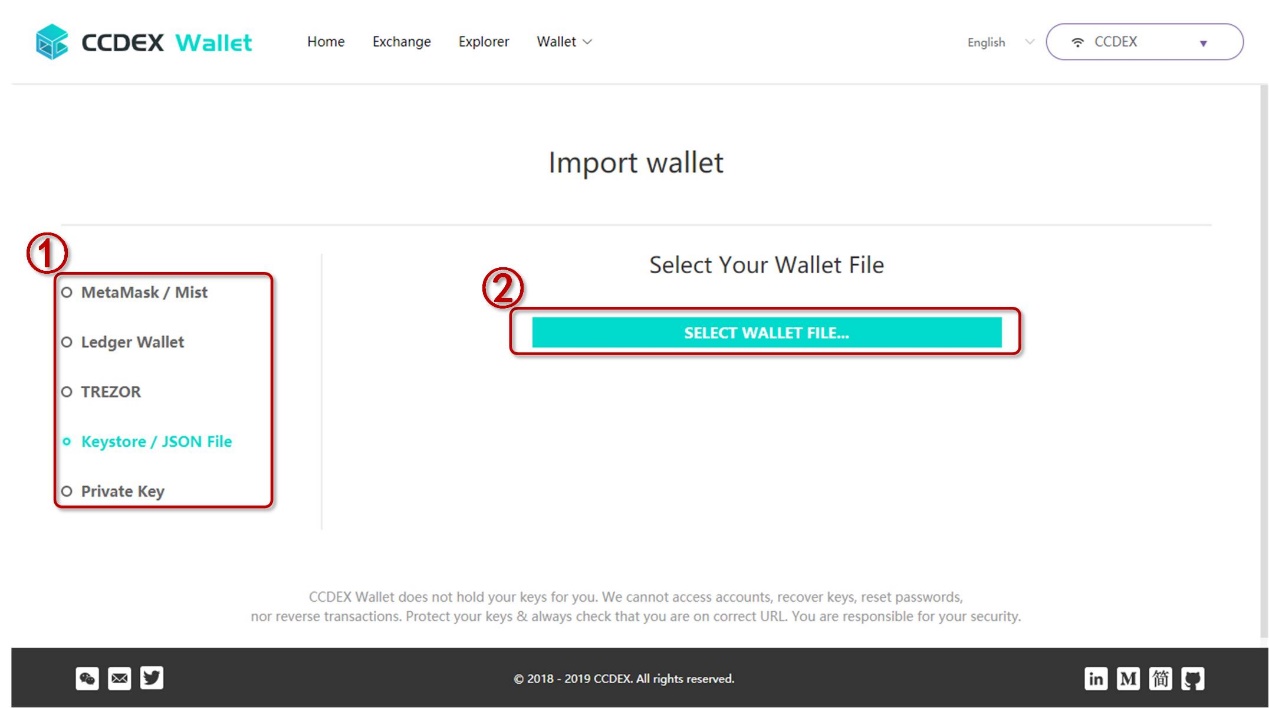 CCDEX Wallet
Home Exchange Explorer Wallet
English
CCDEX
Import wallet
①
MetaMask / Mist
Ledger Wallet
TREZOR
Keystore / JSON File
Private Key
Select Your Wallet File
②
SELECT WALLET FILE...
CCDEX Wallet does not hold your keys for you. We cannot access accounts, recover keys, reset passwords,
nor reverse transactions. Protect your keys & always check that you are on correct URL. You are responsible for your security.
© 2018 - 2019 CCDEX. All rights reserved.
in M 简